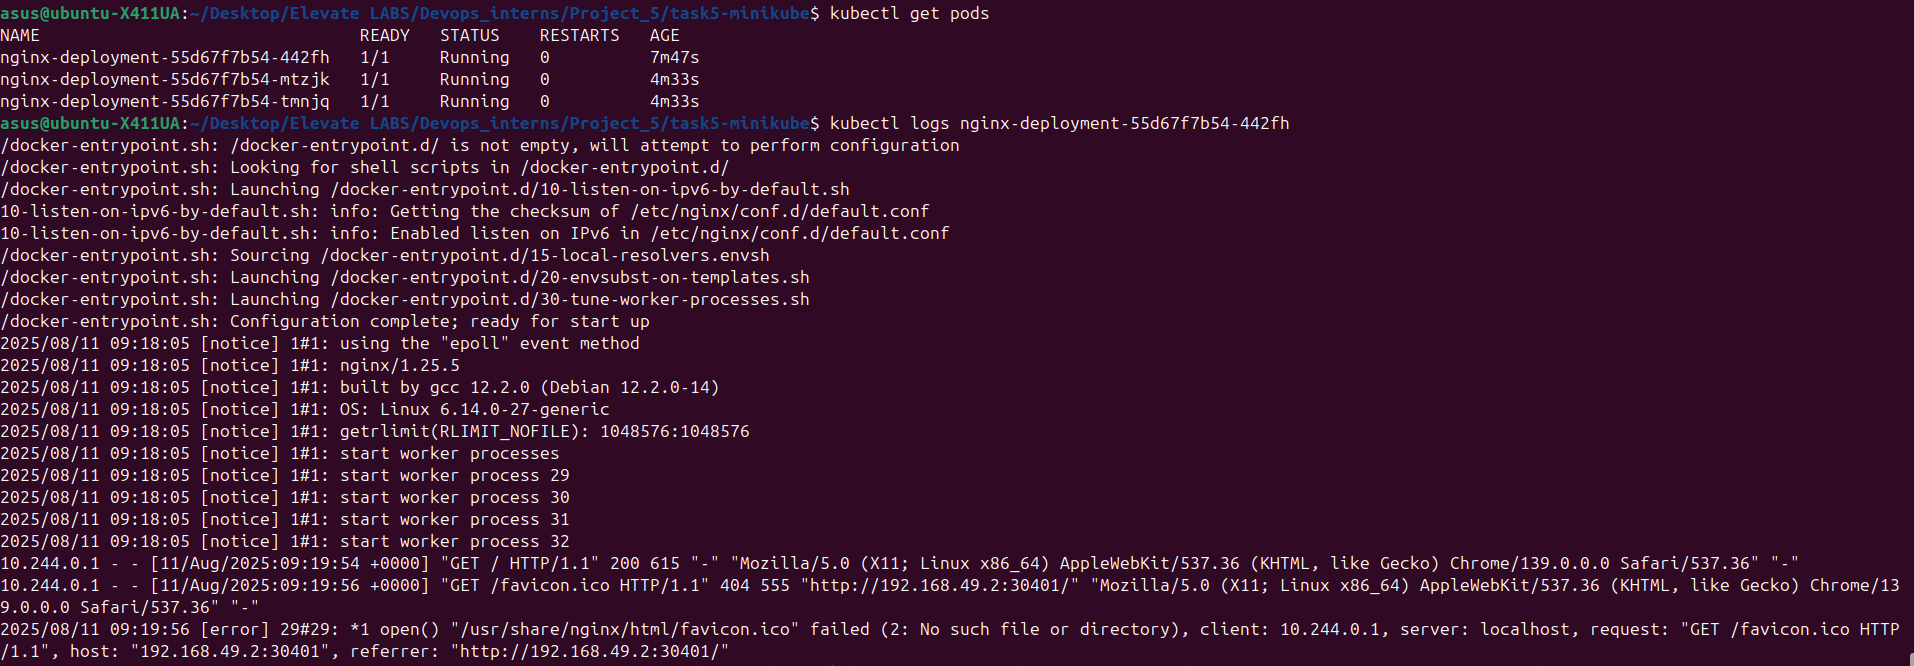 asus@ubuntu-X411UA:~/Desktop/Elevate LABS/Devops_interns/Project_5/task5-minikube$ kubectl get pods
NAME                                READY   STATUS    RESTARTS   AGE
nginx-deployment-55d67f7b54-442fh   1/1     Running   0          7m47s
nginx-deployment-55d67f7b54-mtzjk   1/1     Running   0          4m33s
nginx-deployment-55d67f7b54-tmnjq   1/1     Running   0          4m33s
asus@ubuntu-X411UA:~/Desktop/Elevate LABS/Devops_interns/Project_5/task5-minikube$ kubectl logs nginx-deployment-55d67f7b54-442fh
/docker-entrypoint.sh: /docker-entrypoint.d/ is not empty, will attempt to perform configuration
/docker-entrypoint.sh: Looking for shell scripts in /docker-entrypoint.d/
/docker-entrypoint.sh: Launching /docker-entrypoint.d/10-listen-on-ipv6-by-default.sh
10-listen-on-ipv6-by-default.sh: info: Getting the checksum of /etc/nginx/conf.d/default.conf
10-listen-on-ipv6-by-default.sh: info: Enabled listen on IPv6 in /etc/nginx/conf.d/default.conf
/docker-entrypoint.sh: Sourcing /docker-entrypoint.d/15-local-resolvers.envsh
/docker-entrypoint.sh: Launching /docker-entrypoint.d/20-envsubst-on-templates.sh
/docker-entrypoint.sh: Launching /docker-entrypoint.d/30-tune-worker-processes.sh
/docker-entrypoint.sh: Configuration complete; ready for start up
2025/08/11 09:18:05 [notice] 1#1: using the "epoll" event method
2025/08/11 09:18:05 [notice] 1#1: nginx/1.25.5
2025/08/11 09:18:05 [notice] 1#1: built by gcc 12.2.0 (Debian 12.2.0-14)
2025/08/11 09:18:05 [notice] 1#1: OS: Linux 6.14.0-27-generic
2025/08/11 09:18:05 [notice] 1#1: getrlimit(RLIMIT_NOFILE): 1048576:1048576
2025/08/11 09:18:05 [notice] 1#1: start worker processes
2025/08/11 09:18:05 [notice] 1#1: start worker process 29
2025/08/11 09:18:05 [notice] 1#1: start worker process 30
2025/08/11 09:18:05 [notice] 1#1: start worker process 31
2025/08/11 09:18:05 [notice] 1#1: start worker process 32
10.244.0.1 - - [11/Aug/2025:09:19:54 +0000] "GET / HTTP/1.1" 200 615 "-" "Mozilla/5.0 (X11; Linux x86_64) AppleWebKit/537.36 (KHTML, like Gecko) Chrome/139.0.0.0 Safari/537.36" "-"
10.244.0.1 - - [11/Aug/2025:09:19:56 +0000] "GET /favicon.ico HTTP/1.1" 404 555 "http://192.168.49.2:30401/" "Mozilla/5.0 (X11; Linux x86_64) AppleWebKit/537.36 (KHTML, like Gecko) Chrome/13
9.0.0.0 Safari/537.36" "-"
2025/08/11 09:19:56 [error] 29#29: *1 open() "/usr/share/nginx/html/favicon.ico" failed (2: No such file or directory), client: 10.244.0.1, server: localhost, request: "GET /favicon.ico HTTP
/1.1", host: "192.168.49.2:30401", referrer: "http://192.168.49.2:30401/"